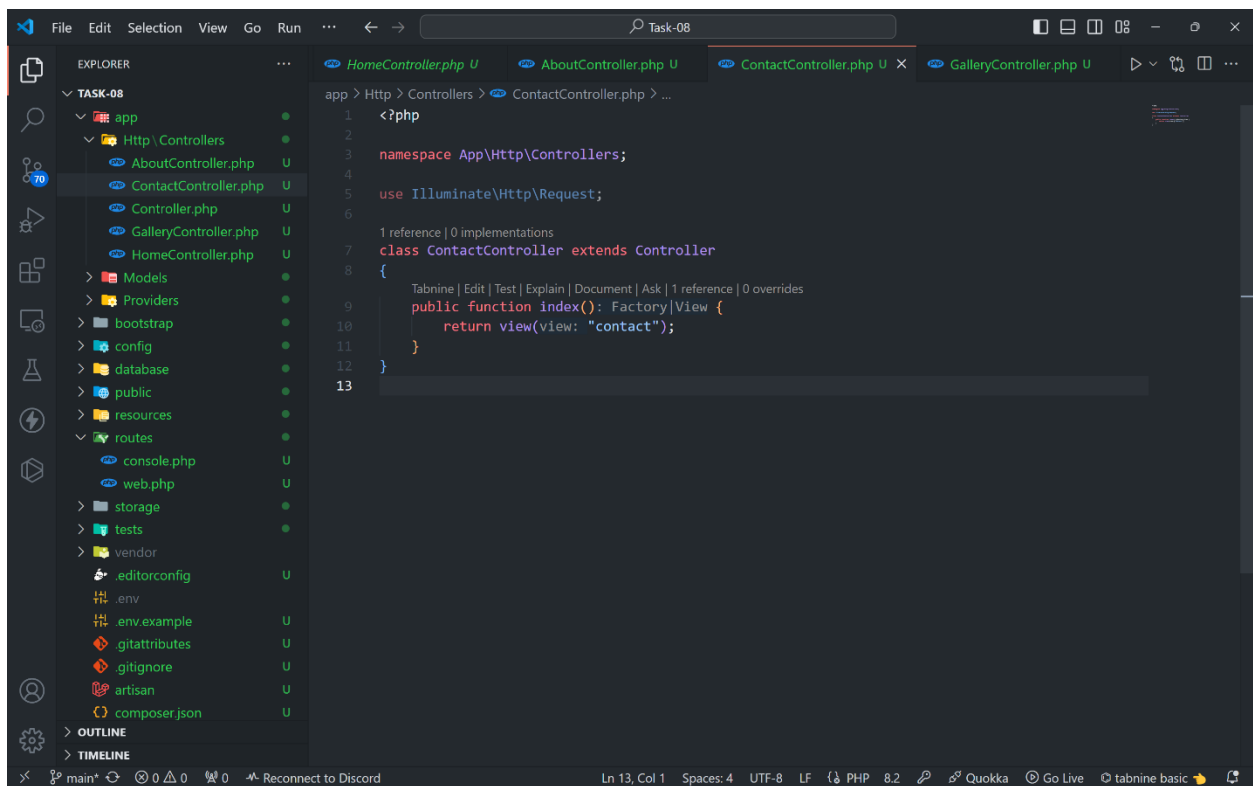 File Edit Selection View Go Run ... Task-08
EXPLORER ...
TASK-08
app
Http\Controllers
AboutController.php U
ContactController.php U
Controller.php U
GalleryController.php U
HomeController.php U
Models
Providers
bootstrap
config
database
public
resources
routes
console.php U
web.php U
storage
tests
vendor
.editorconfig U
.env
.env.example U
.gitattributes U
.gitignore U
artisan U
composer.json U
OUTLINE
TIMELINE
70
HomeController.php U AboutController.php U ContactController.php U GalleryController.php U ...
app > Http > Controllers > ContactController.php > ...
1 <?php
2
3 namespace App\Http\Controllers;
4
5 use Illuminate\Http\Request;
6
1 reference | 0 implementations
7 class ContactController extends Controller
8 {
Tabnine | Edit | Test | Explain | Document | Ask | 1 reference | 0 overrides
9 public function index(): Factory|View {
10 return view(view: "contact");
11 }
12 }
13
main* 0 0 0 Reconnect to Discord Ln 13, Col 1 Spaces: 4 UTF-8 LF PHP 8.2 Quokka Go Live tabnine basic